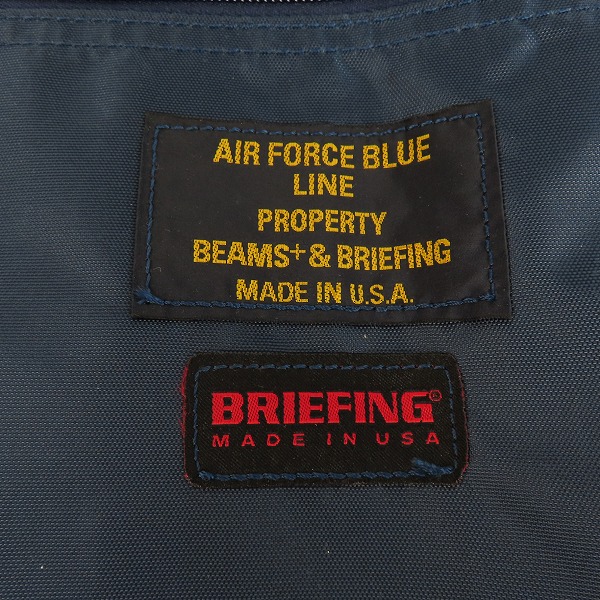 AIR FORCE BLUE
LINE
PROPERTY
BEAMS+ & BRIEFING
MADE IN U.S.A.
BRIEFING®
MADE IN USA